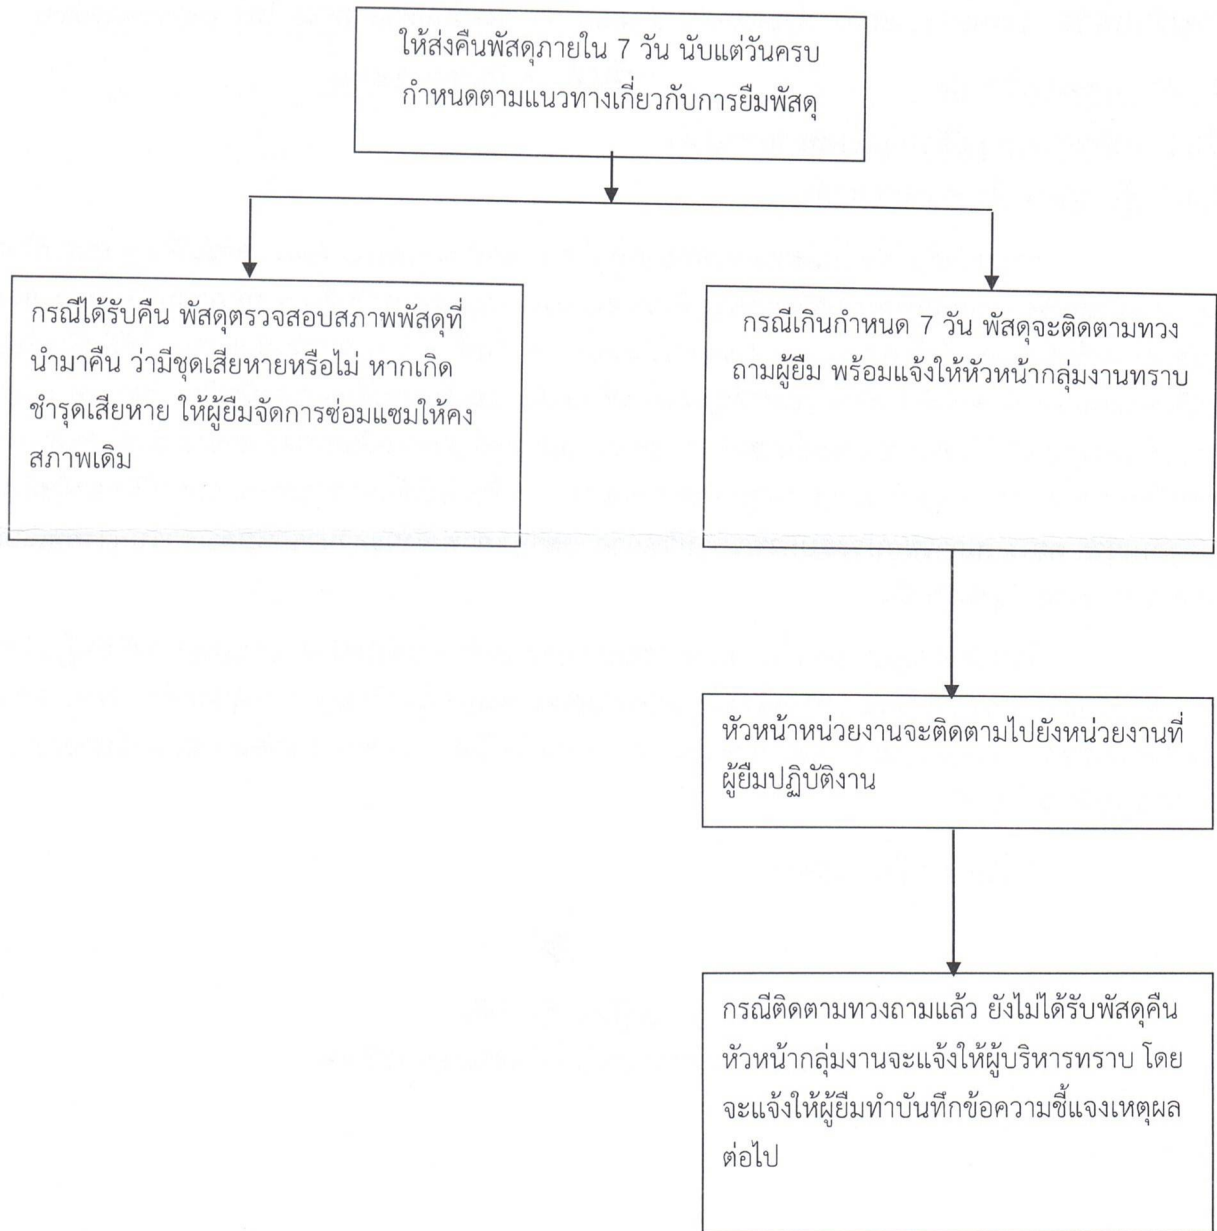 ให้ส่งคืนพัสดุภายใน 7 วัน นับแต่วันครบ
กำหนดตามแนวทางเกี่ยวกับการยืมพัสดุ
กรณีได้รับคืน พัสดุตรวจสอบสภาพพัสดุที่
นำมาคืน ว่ามีชุดเสียหายหรือไม่ หากเกิด
ชำรุดเสียหาย ให้ผู้ยืมจัดการซ่อมแซมให้คง
สภาพเดิม
กรณีเกินกำหนด 7 วัน พัสดุจะติดตามทวง
ถามผู้ยืม พร้อมแจ้งให้หัวหน้ากลุ่มงานทราบ
หัวหน้าหน่วยงานจะติดตามไปยังหน่วยงานที่
ผู้ยืมปฏิบัติงาน
กรณีติดตามทวงถามแล้ว ยังไม่ได้รับพัสดุคืน
หัวหน้ากลุ่มงานจะแจ้งให้ผู้บริหารทราบ โดย
จะแจ้งให้ผู้ยืมทำบันทึกข้อความชี้แจงเหตุผล
ต่อไป